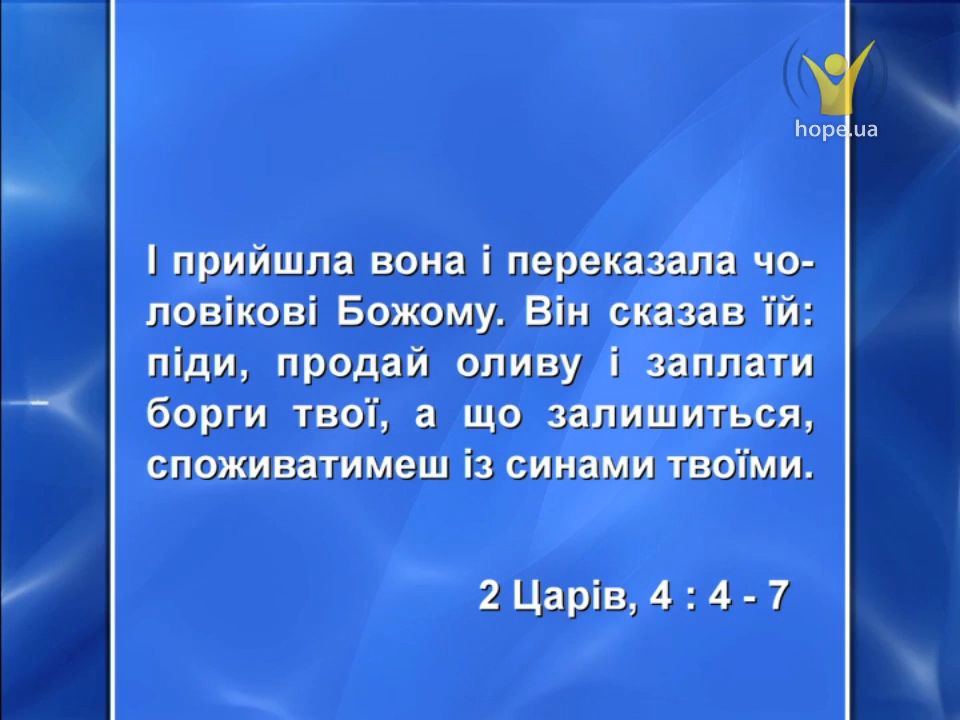 hope.ua
І прийшла вона і переказала чо-
ловікові Божому. Він сказав їй:
піди, продай оливу і заплати
борги твої, а що залишиться,
споживатимеш із синами твоїми.
2 Царів, 4 : 4 - 7